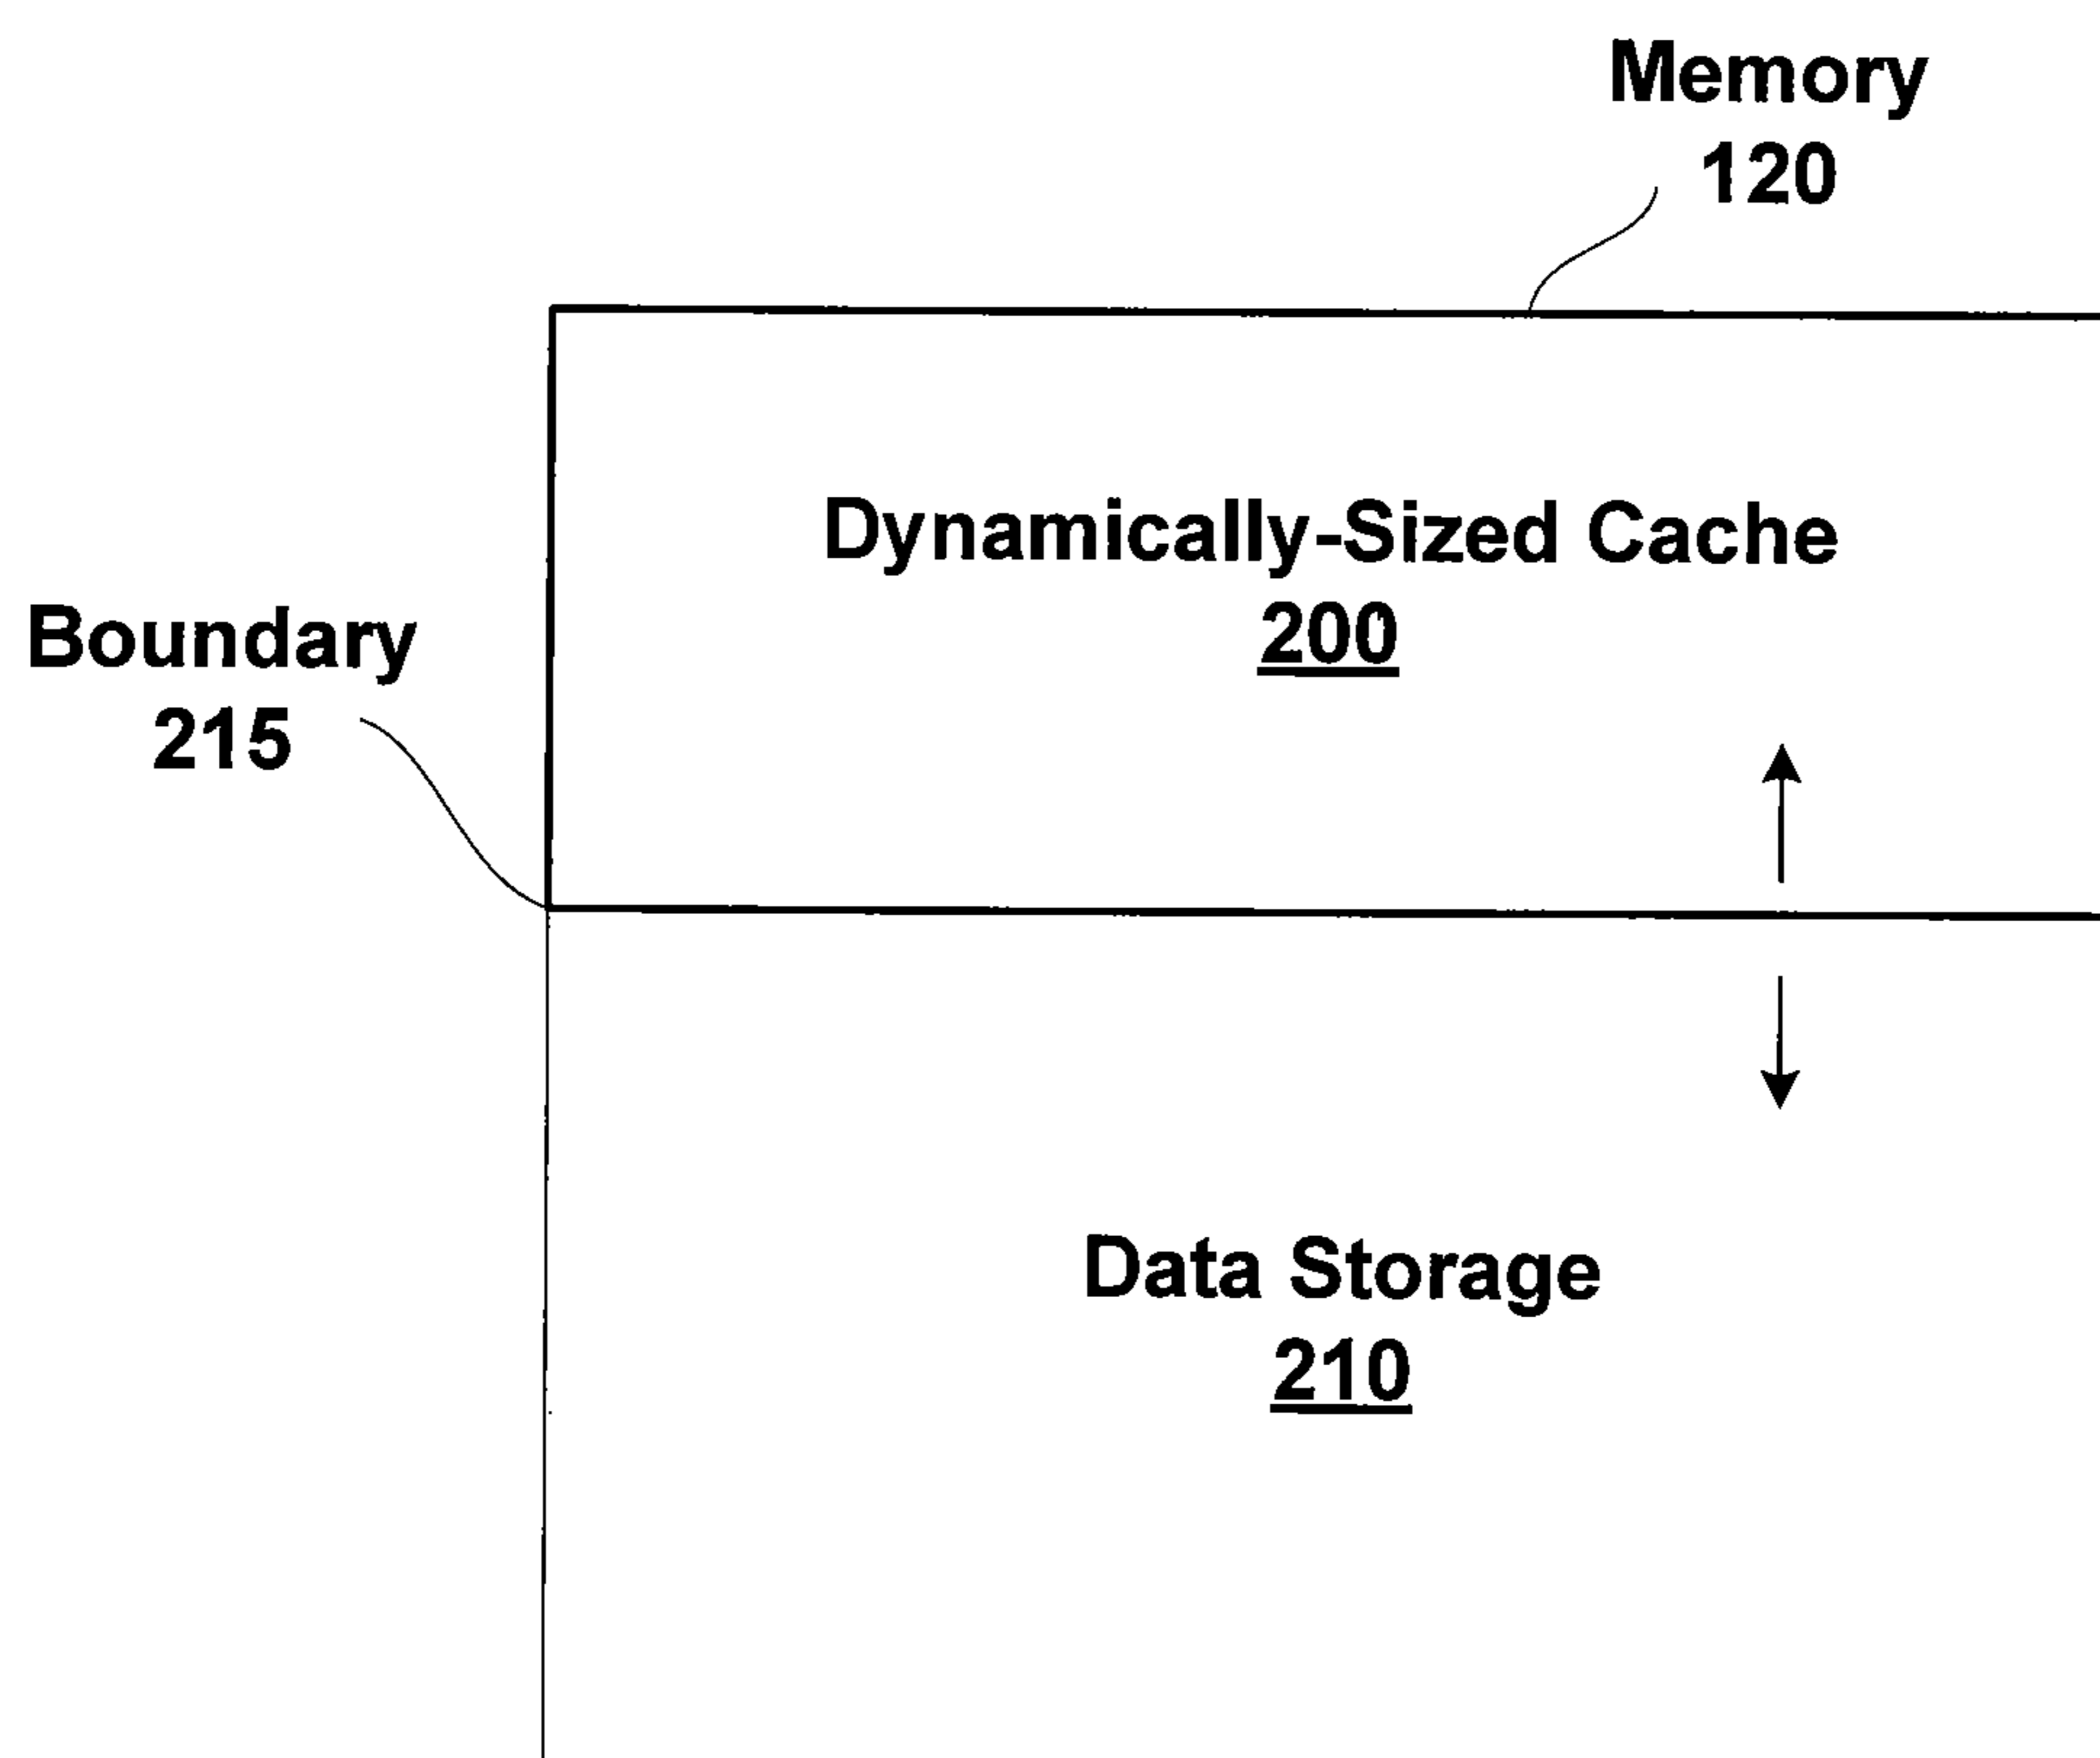 Memory
120
Dynamically-Sized Cache
200
Boundary
215
Data Storage
210